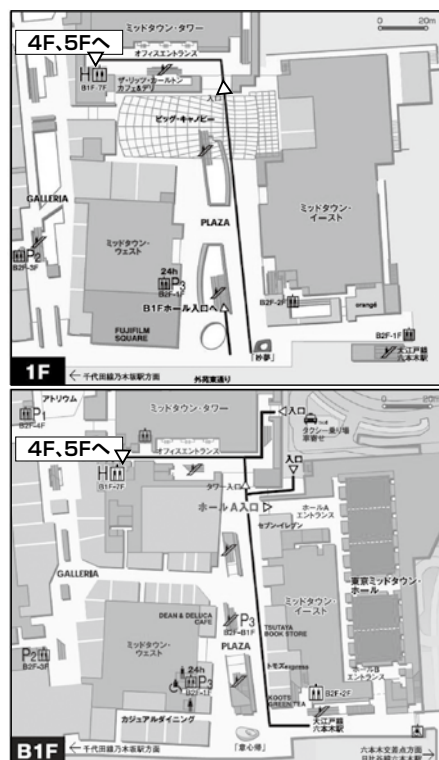 ミッドタウン・タワー
0 20m
4F、5Fへ
オフィスエントランス
H
B1F-7F
ザ・リッツ・カールトン
カフェ&デリ
入口
ビッグ・キャノピー
GALLERIA
PLAZA
ミッドタウン・
ウェスト
ミッドタウン・
イースト
P2
B2F-3F
24h
P3
B1Fホール入口へ
B2F-2F
orangé
FUJIFILM
SQUARE
B2F-1F
大江戸線
六本木駅
「妙夢」
1F
← 千代田線乃木坂駅方面
外苑東通り
アトリウム
ミッドタウン・タワー
入口
P1
B2F-4F
タクシー乗り場
車寄せ
4F、5Fへ
オフィスエントランス
入口
H
B1F-7F
タワー入口
ホールA入口
ホールA
エントランス
セブン-イレブン
GALLERIA
東京ミッドタウン・
ホール
DEAN & DELUCA
CAFE
P3
B2F-B1F
ミッドタウン・
イースト
TSUTAYA
BOOK STORE
ミッドタウン・
ウェスト
PLAZA
P2
B2F-3F
24h
P3
トモズexpress
ホールB
エントランス
KOOTS
GREEN TEA
B2F-2F
カジュアルダイニング
大江戸線
六本木駅
B1F
← 千代田線乃木坂駅方面
「意心帰」
六本木交差点方面
日比谷線六本木駅へ